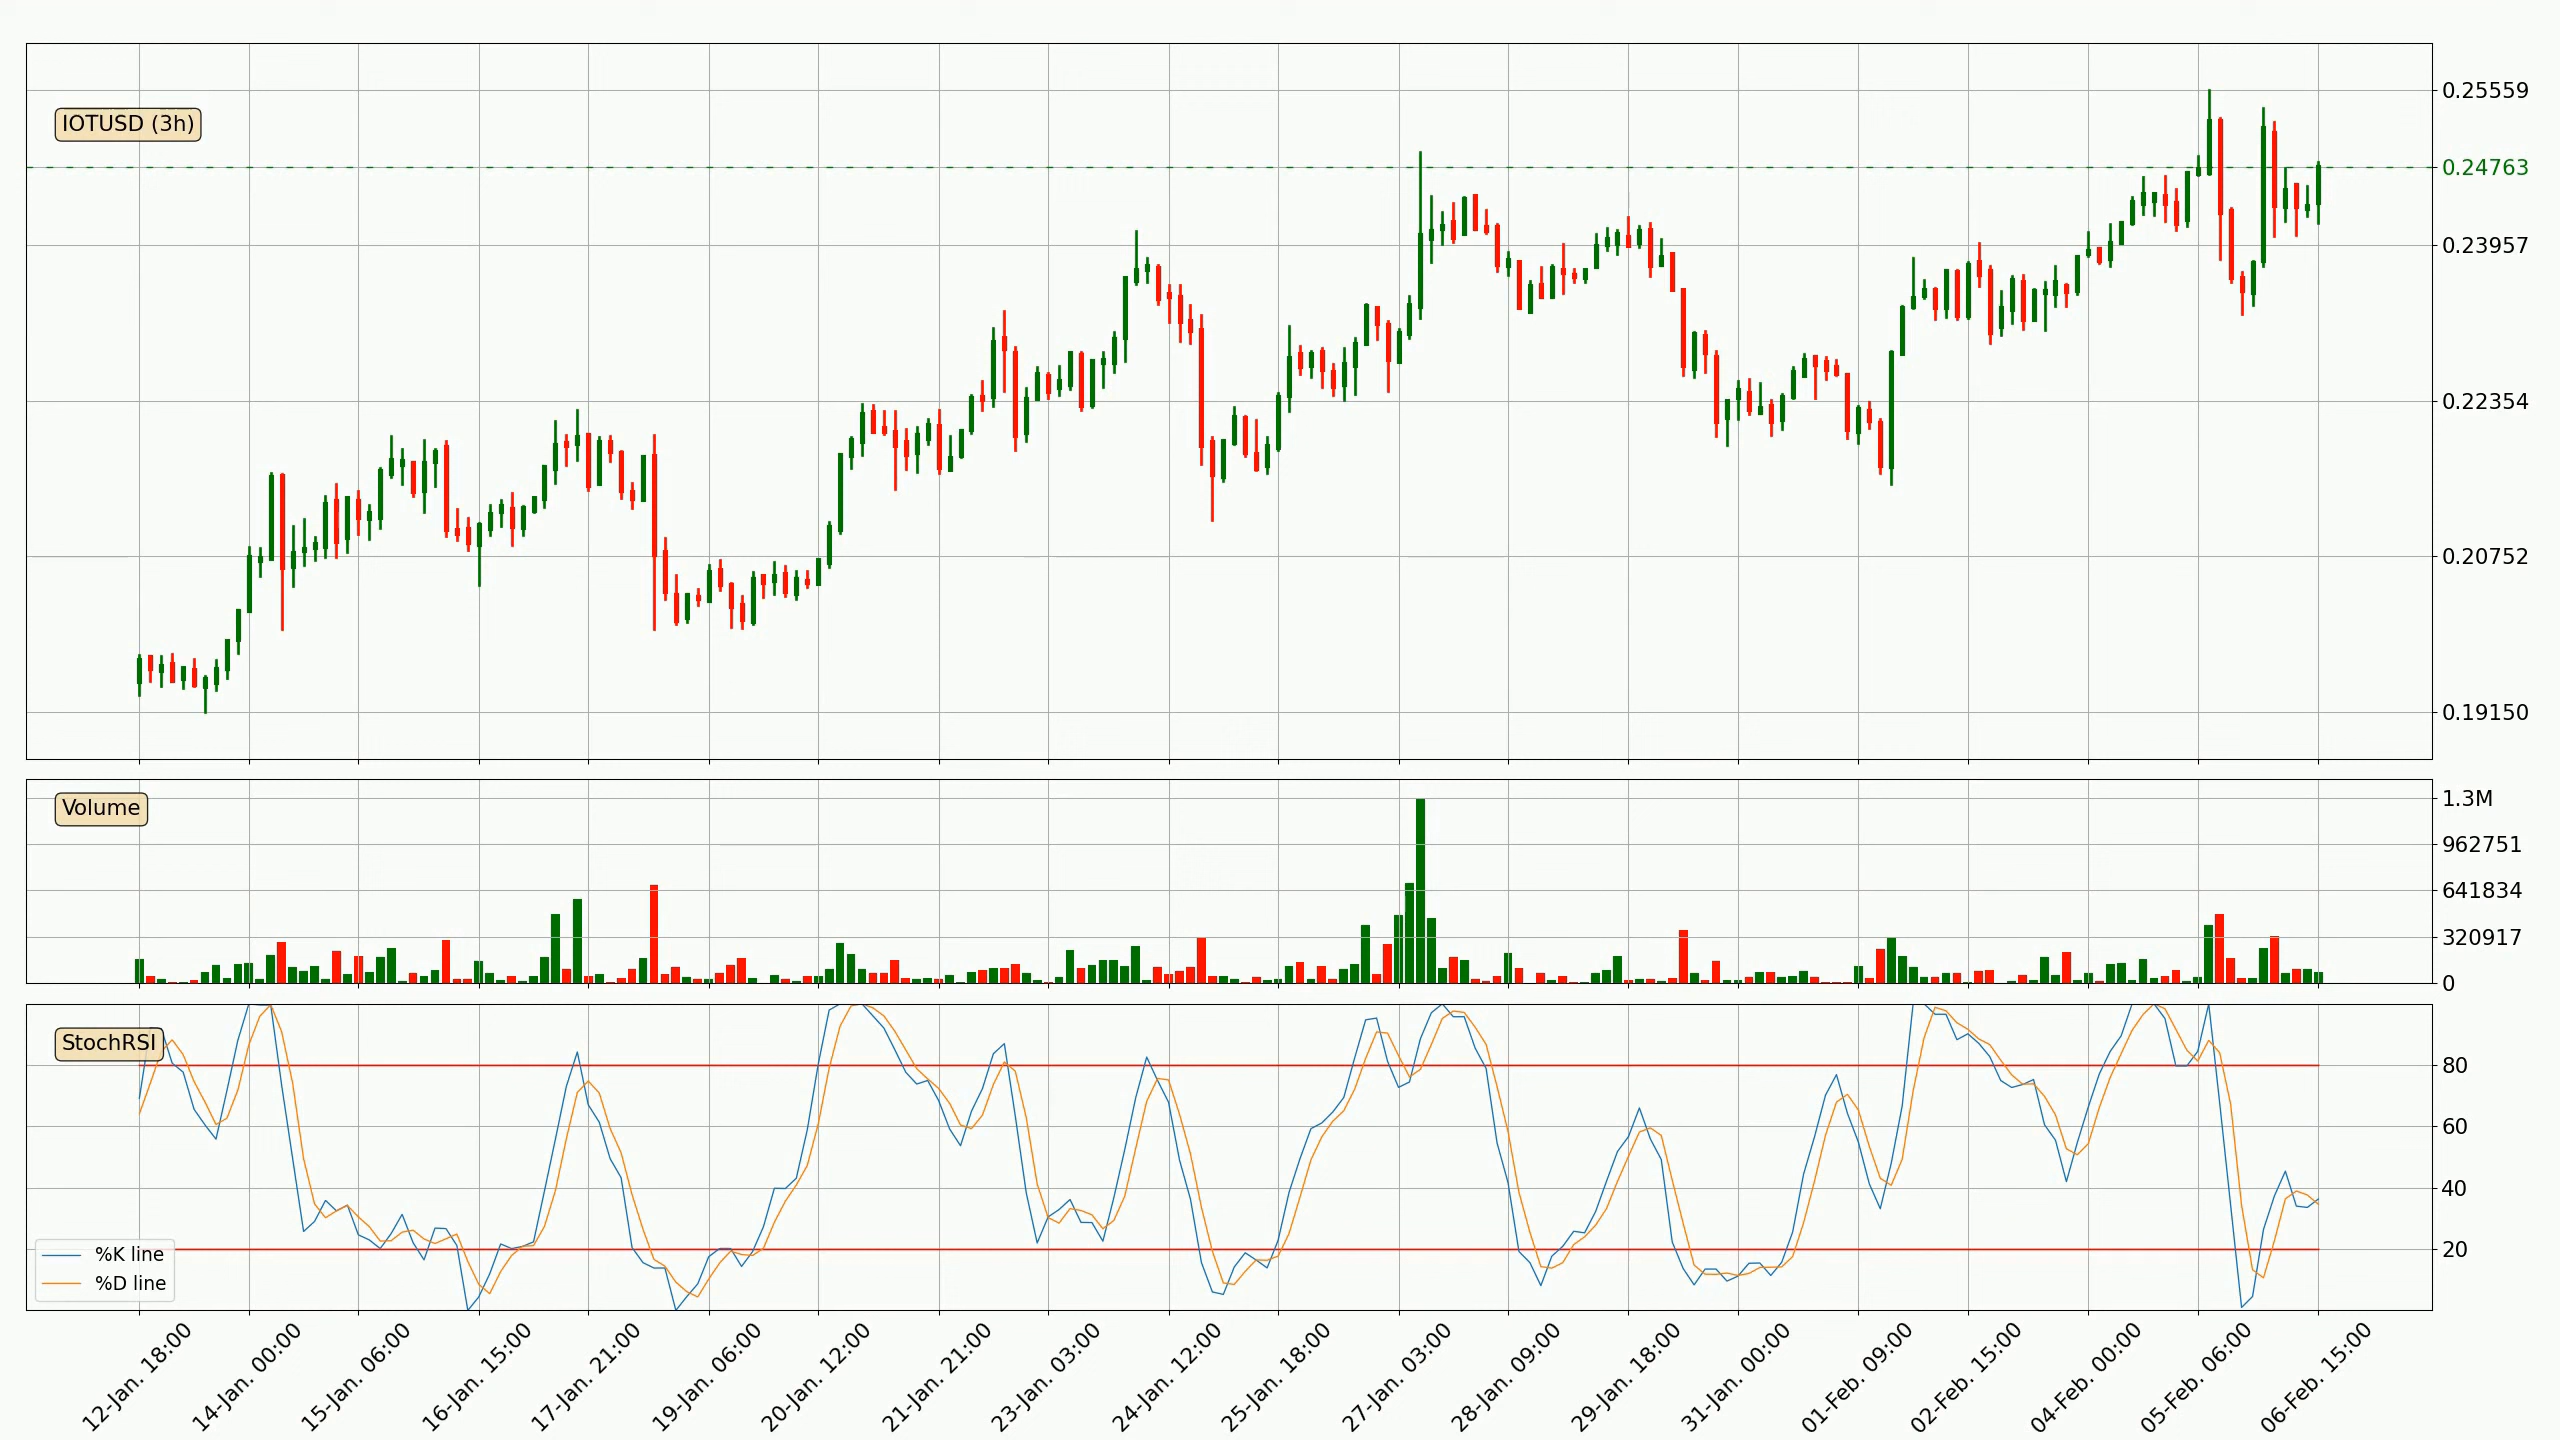 IOTUSD (3h)
0.25559
0.24763
0.23957
0.22354
0.20752
0.19150
Volume
1.3M
962751
641834
320917
0
StochRSI
80
60
40
20
%K line
%D line
12-Jan. 18:00
14-Jan. 00:00
15-Jan. 06:00
16-Jan. 15:00
17-Jan. 21:00
19-Jan. 06:00
20-Jan. 12:00
21-Jan. 21:00
23-Jan. 03:00
24-Jan. 12:00
25-Jan. 18:00
27-Jan. 03:00
28-Jan. 09:00
29-Jan. 18:00
31-Jan. 00:00
01-Feb. 09:00
02-Feb. 15:00
04-Feb. 00:00
05-Feb. 06:00
06-Feb. 15:00